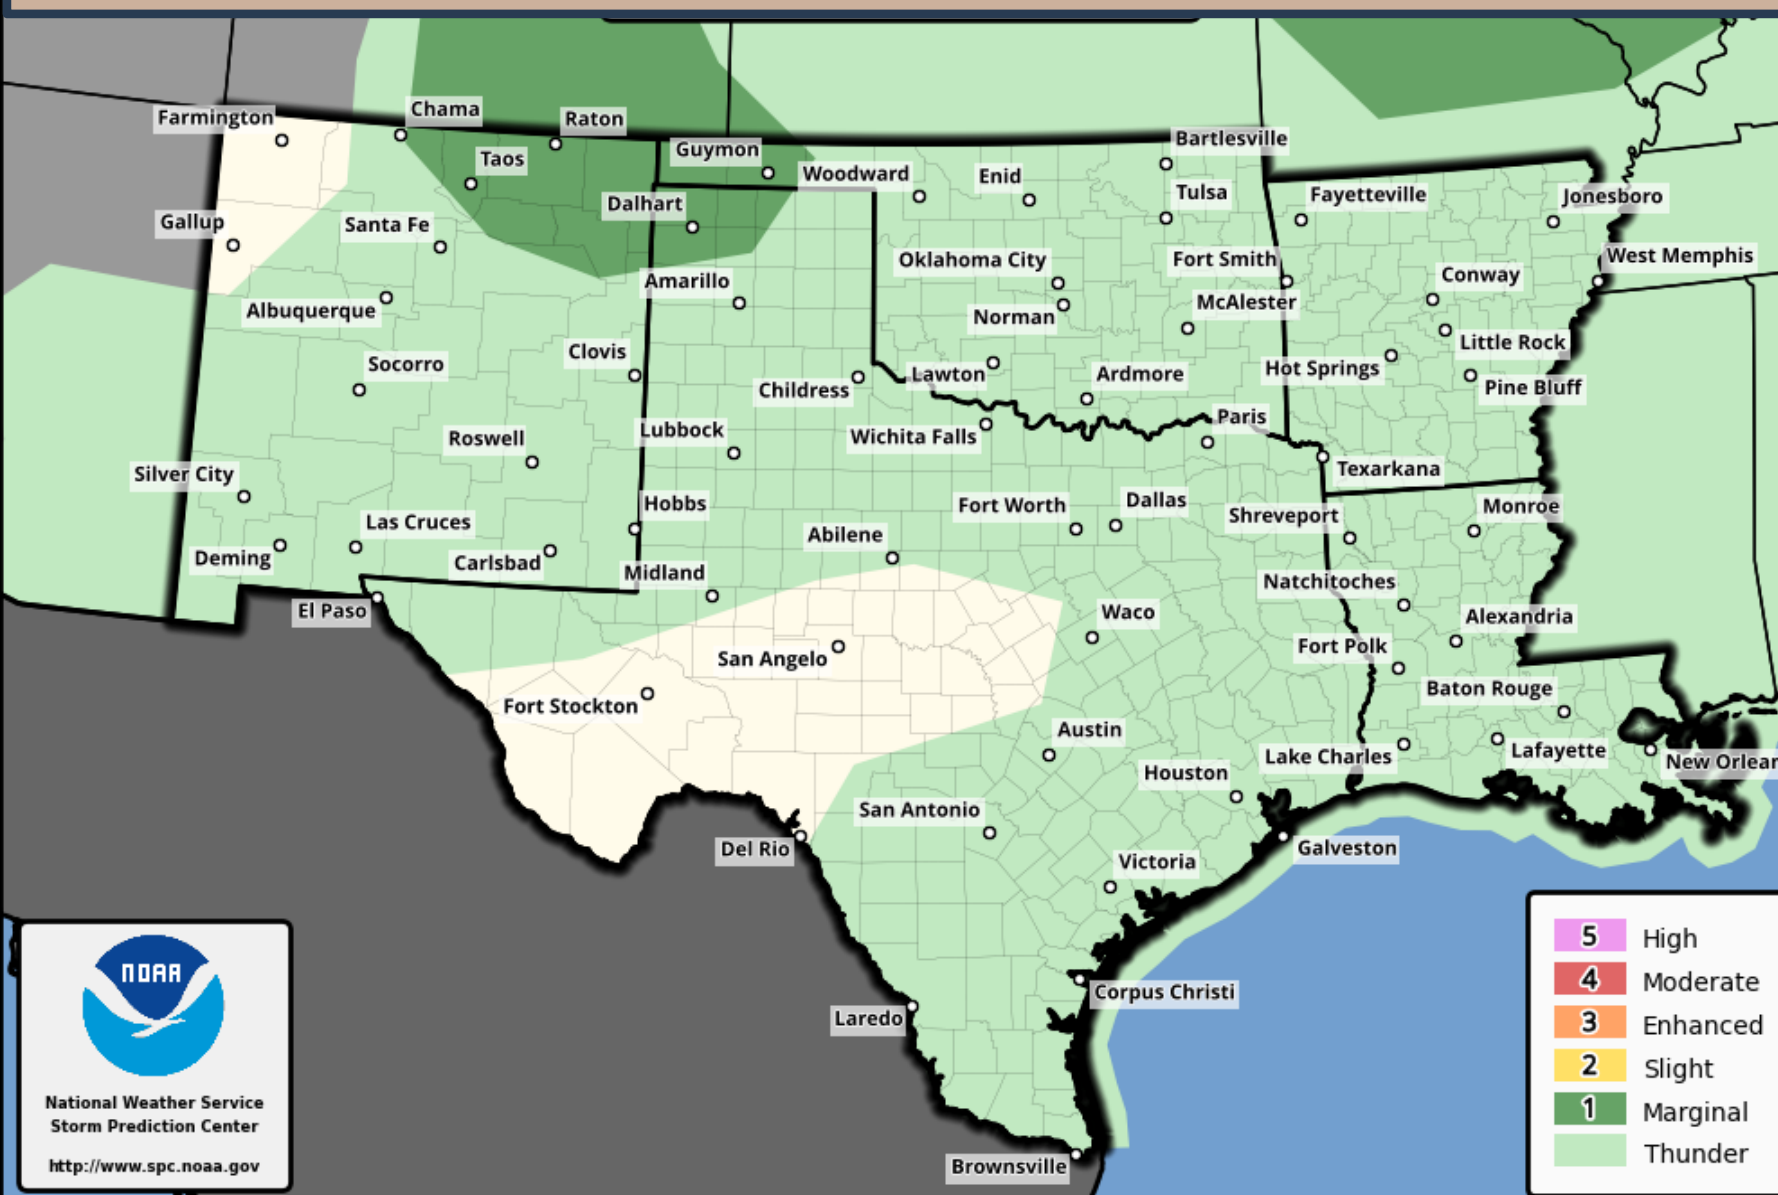 Farmington
Chama
Raton
Taos
Guymon
Bartlesville
Woodward
Enid
Tulsa
Fayetteville
Jonesboro
Gallup
Santa Fe
Dalhart
Oklahoma City
Fort Smith
West Memphis
Albuquerque
Amarillo
Norman
McAlester
Conway
Little Rock
Socorro
Clovis
Childress
Lawton
Ardmore
Hot Springs
Pine Bluff
Roswell
Lubbock
Wichita Falls
Paris
Texarkana
Silver City
Hobbs
Fort Worth
Dallas
Shreveport
Monroe
Las Cruces
Deming
Carlsbad
Midland
Abilene
Natchitoches
El Paso
Waco
Alexandria
San Angelo
Fort Polk
Fort Stockton
Baton Rouge
Austin
Lake Charles
Lafayette
New Orlean
Houston
San Antonio
Del Rio
Galveston
Victoria
Laredo
Corpus Christi
Brownsville
NOAA
National Weather Service
Storm Prediction Center
http://www.spc.noaa.gov
5 High
4 Moderate
3 Enhanced
2 Slight
1 Marginal
Thunder